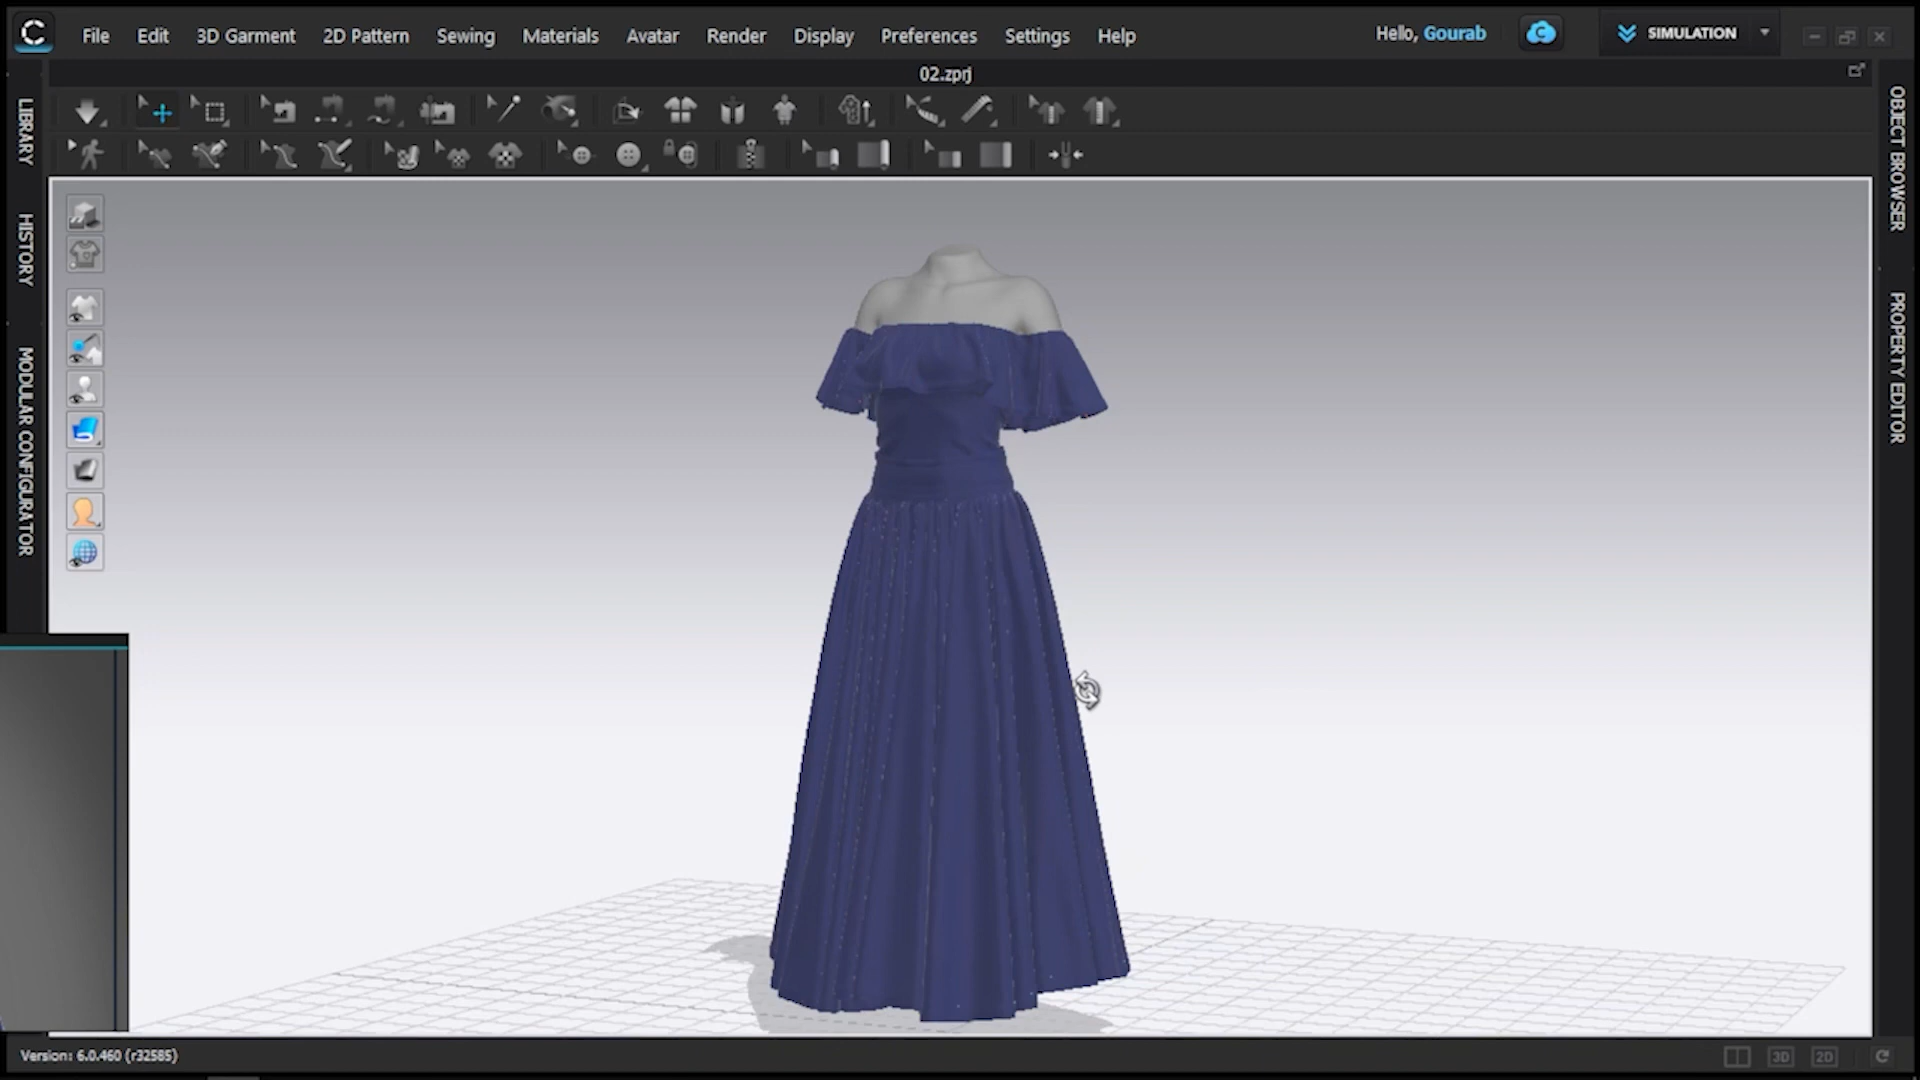 File Edit 3D Garment 2D Pattern Sewing Materials Avatar Render Display Preferences Settings Help Hello, Gourab SIMULATION
02.zprj
LIBRARY
HISTORY
MODULAR CONFIGURATOR
OBJECT BROWSER
PROPERTY EDITOR
Version: 6.0.460 (r32585)
3D 2D